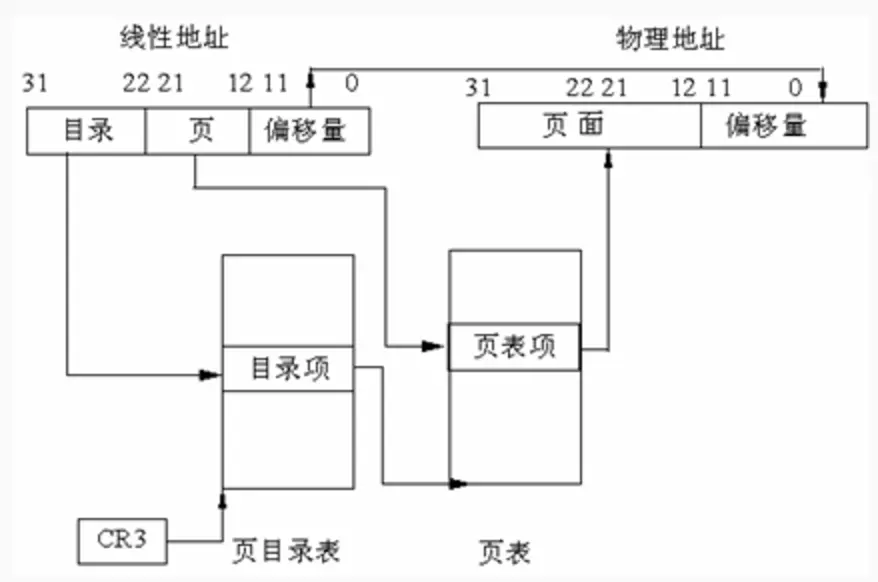 线性地址 物理地址
31 22 21 12 11 0 31 22 21 12 11 0
目录 页 偏移量 页面 偏移量
目录项 页表项
CR3 页目录表 页表